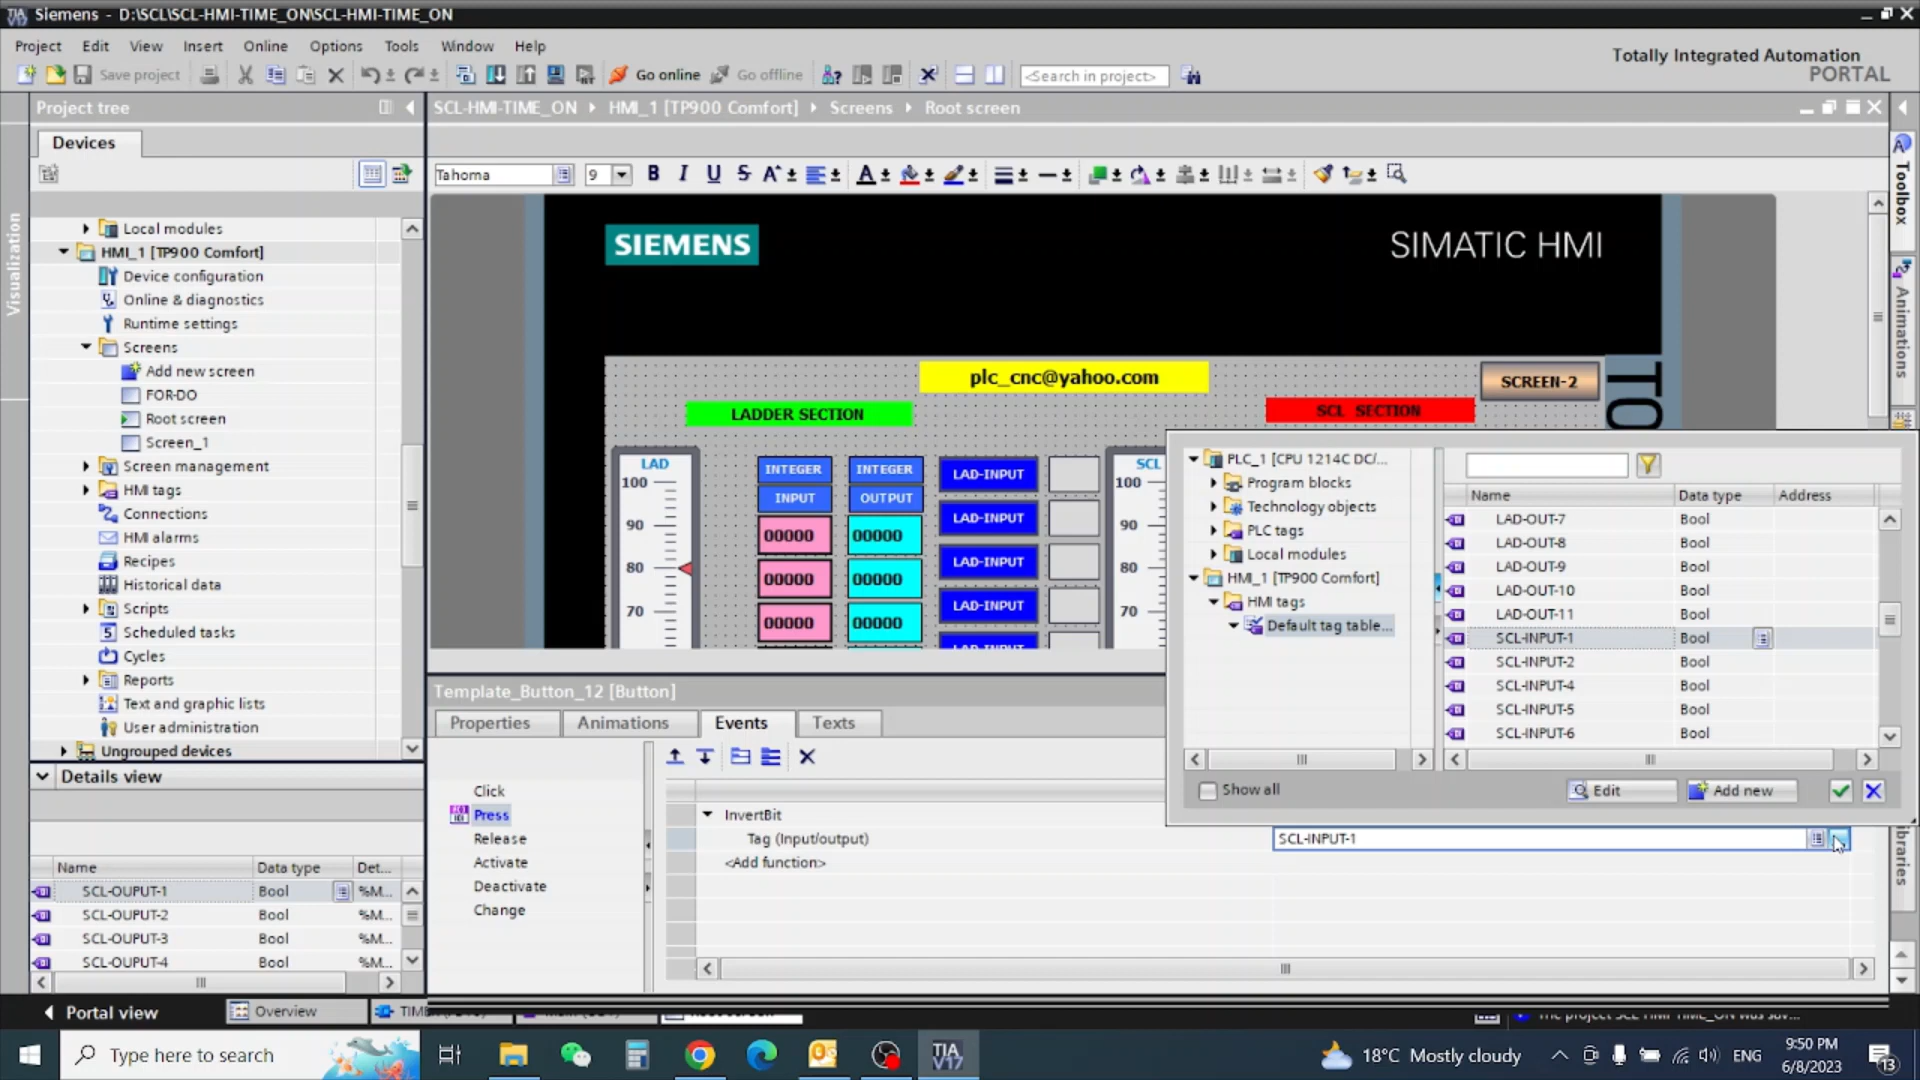 Siemens - D:\SCL\SCL-HMI-TIME_ON\SCL-HMI-TIME_ON
Project Edit View Insert Online Options Tools Window Help
Totally Integrated Automation
PORTAL
Save project
Go online
Go offline
<Search in project>
Project tree
SCL-HMI-TIME_ON HMI_1 [TP900 Comfort] Screens Root screen
Devices
Tahoma
9
B I U S A
Visualization
Toolbox
Animations
Local modules
HMI_1 [TP900 Comfort]
Device configuration
Online & diagnostics
Runtime settings
Screens
Add new screen
FOR-DO
Root screen
Screen_1
Screen management
HMI tags
Connections
HMI alarms
Recipes
Historical data
Scripts
Scheduled tasks
Cycles
Reports
Text and graphic lists
User administration
Ungrouped devices
Details view
Name Data type Det...
SCL-OUPUT-1 Bool %M...
SCL-OUPUT-2 Bool %M...
SCL-OUPUT-3 Bool %M...
SCL-OUPUT-4 Bool %M...
SIEMENS
SIMATIC HMI
plc_cnc@yahoo.com
SCREEN-2
TO
LADDER SECTION
SCL SECTION
LAD
100
90
80
70
INTEGER
INPUT
00000
00000
00000
INTEGER
OUTPUT
00000
00000
00000
LAD-INPUT
LAD-INPUT
LAD-INPUT
LAD-INPUT
SCL
100
90
80
70
PLC_1 [CPU 1214C DC/...
Program blocks
Technology objects
PLC tags
Local modules
HMI_1 [TP900 Comfort]
HMI tags
Default tag table...
Name Data type Address
LAD-OUT-7 Bool
LAD-OUT-8 Bool
LAD-OUT-9 Bool
LAD-OUT-10 Bool
LAD-OUT-11 Bool
SCL-INPUT-1 Bool
SCL-INPUT-2 Bool
SCL-INPUT-4 Bool
SCL-INPUT-5 Bool
SCL-INPUT-6 Bool
Show all
Edit
Add new
Template_Button_12 [Button]
Properties Animations Events Texts
Click
Press
Release
Activate
Deactivate
Change
InvertBit
Tag (Input/output) SCL-INPUT-1
<Add function>
Portal view
Overview
Type here to search
TIA
V17
18°C Mostly cloudy
ENG
9:50 PM
6/8/2023
13